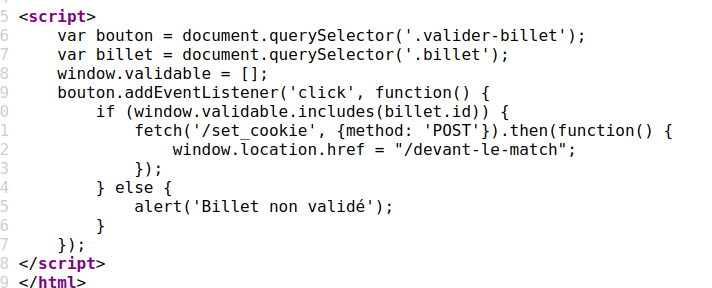 5 <script>
6     var bouton = document.querySelector('.valider-billet');
7     var billet = document.querySelector('.billet');
8     window.validable = [];
9     bouton.addEventListener('click', function() {
0         if (window.validable.includes(billet.id)) {
1             fetch('/set_cookie', {method: 'POST'}).then(function() {
2                 window.location.href = "/devant-le-match";
3             });
4         } else {
5             alert('Billet non validé');
6         }
7     });
8 </script>
9 </html>